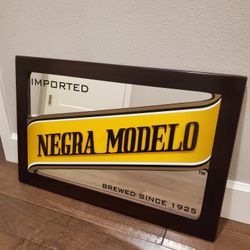 IMPORTED
NEGRA MODELO
TM
BREWED SINCE 1925